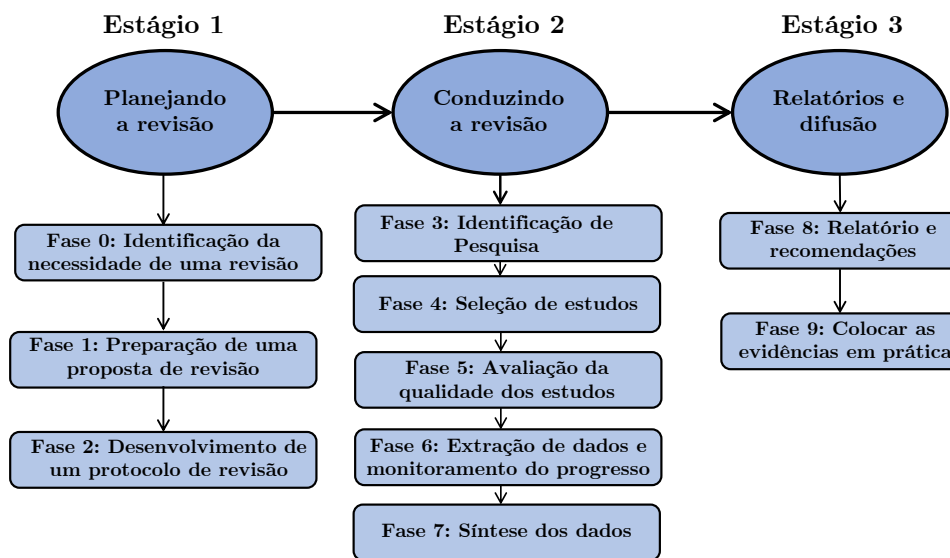 Estágio 1
Planejando
a revisão
Fase 0: Identificação da
necessidade de uma revisão
Fase 1: Preparação de uma
proposta de revisão
Fase 2: Desenvolvimento de
um protocolo de revisão
Estágio 2
Conduzindo
a revisão
Fase 3: Identificação de
Pesquisa
Fase 4: Seleção de estudos
Fase 5: Avaliação da
qualidade dos estudos
Fase 6: Extração de dados e
monitoramento do progresso
Fase 7: Síntese dos dados
Estágio 3
Relatórios e
difusão
Fase 8: Relatório e
recomendações
Fase 9: Colocar as
evidências em prática